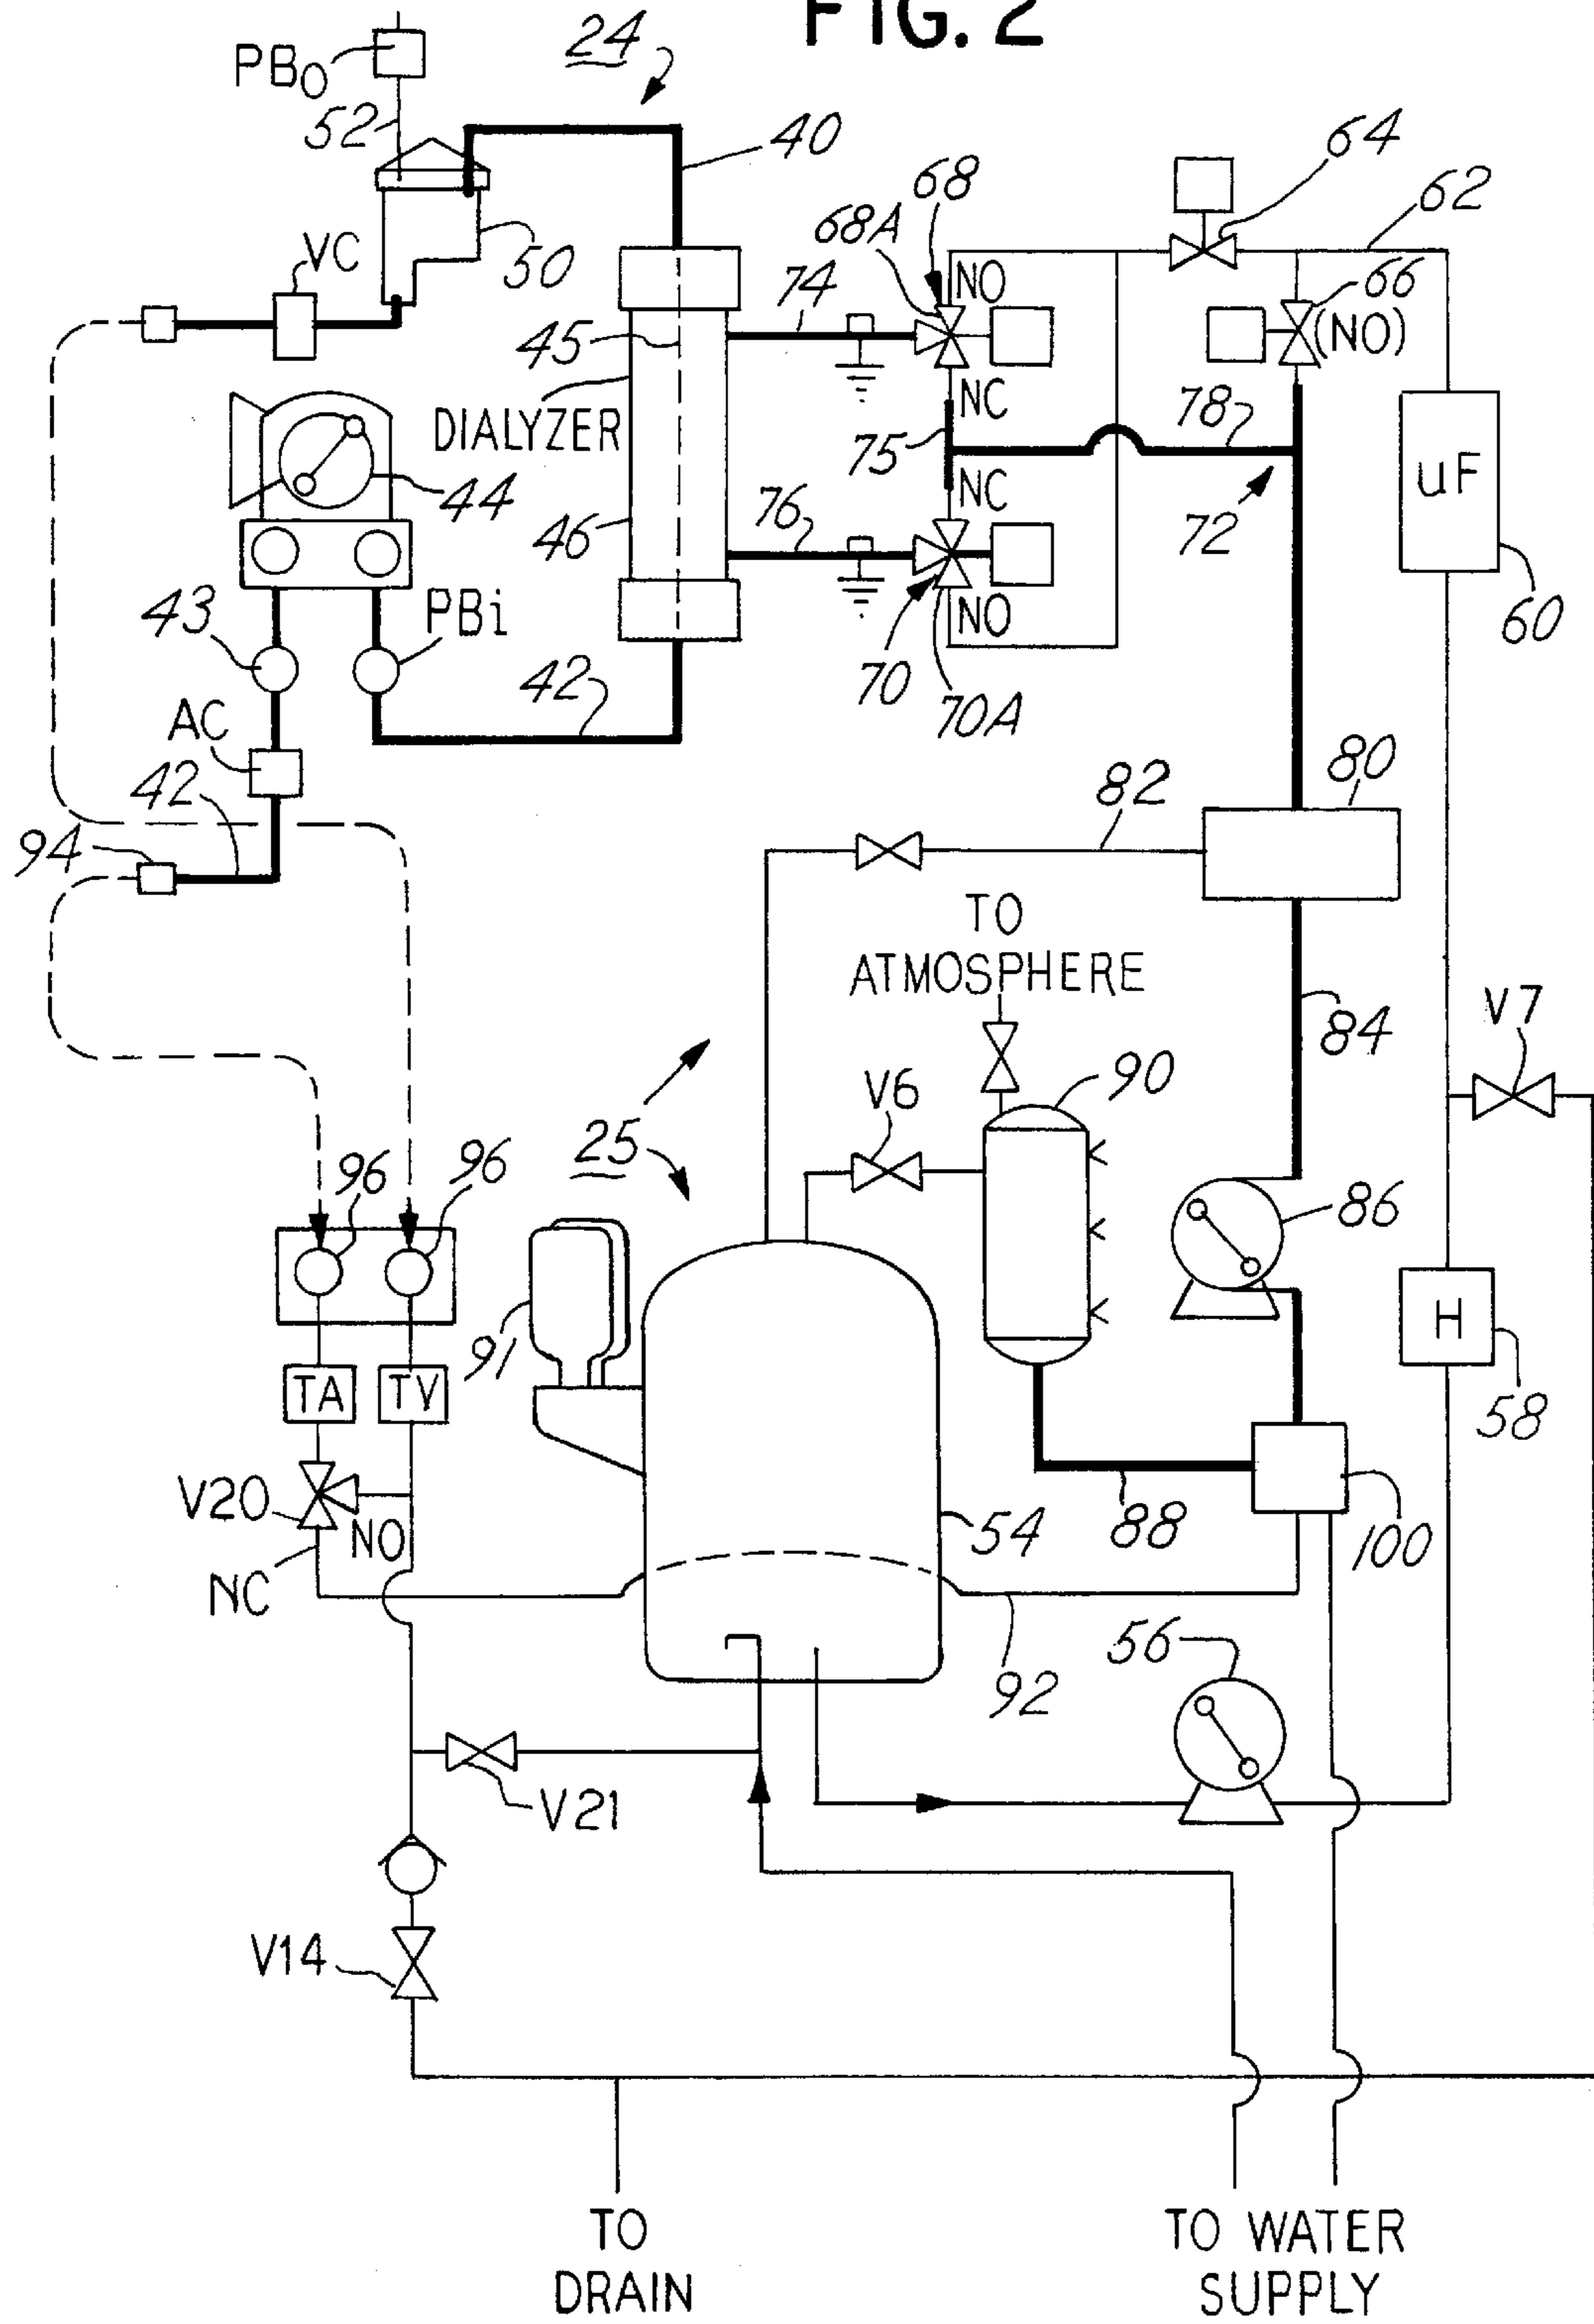 FIG. 2
24
PBO
52
40
64
68
62
68A
VC
50
NO
74
66
(NO)
45
DIALYZER
NC
78
75
uF
44
NC
76
72
46
43
PBi
NO
60
42
70
70A
AC
42
80
82
94
TO
ATMOSPHERE
V7
84
90
V6
25
96
96
86
91
H
TA
TV
58
V20
NO
54
88
100
NC
56
92
V21
V14
TO
DRAIN
TO WATER
SUPPLY